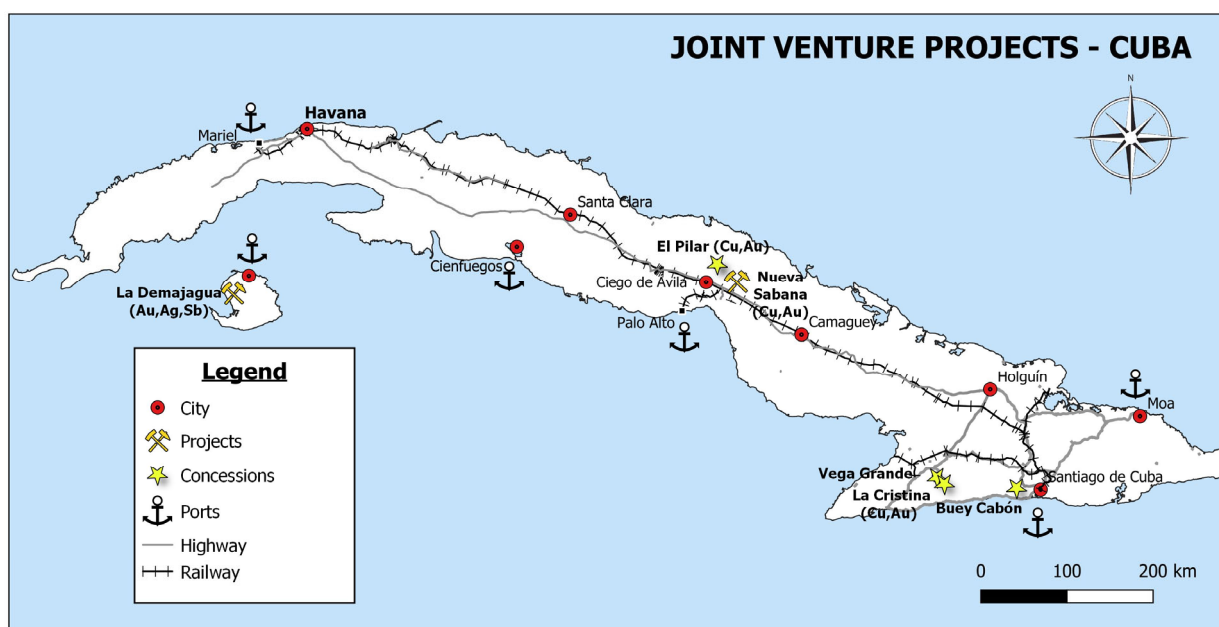 JOINT VENTURE PROJECTS - CUBA
N
Havana
Mariel
Santa Clara
El Pilar (Cu,Au)
Cienfuegos
Ciego de Ávila
Nueva
Sabana
(Cu,Au)
La Demajagua
(Au,Ag,Sb)
Palo Alto
Camaguey
Holguín
Moa
Vega Grande
La Cristina
(Cu,Au)
Buey Cabón
Santiago de Cuba
Legend
City
Projects
Concessions
Ports
Highway
Railway
0 100 200 km